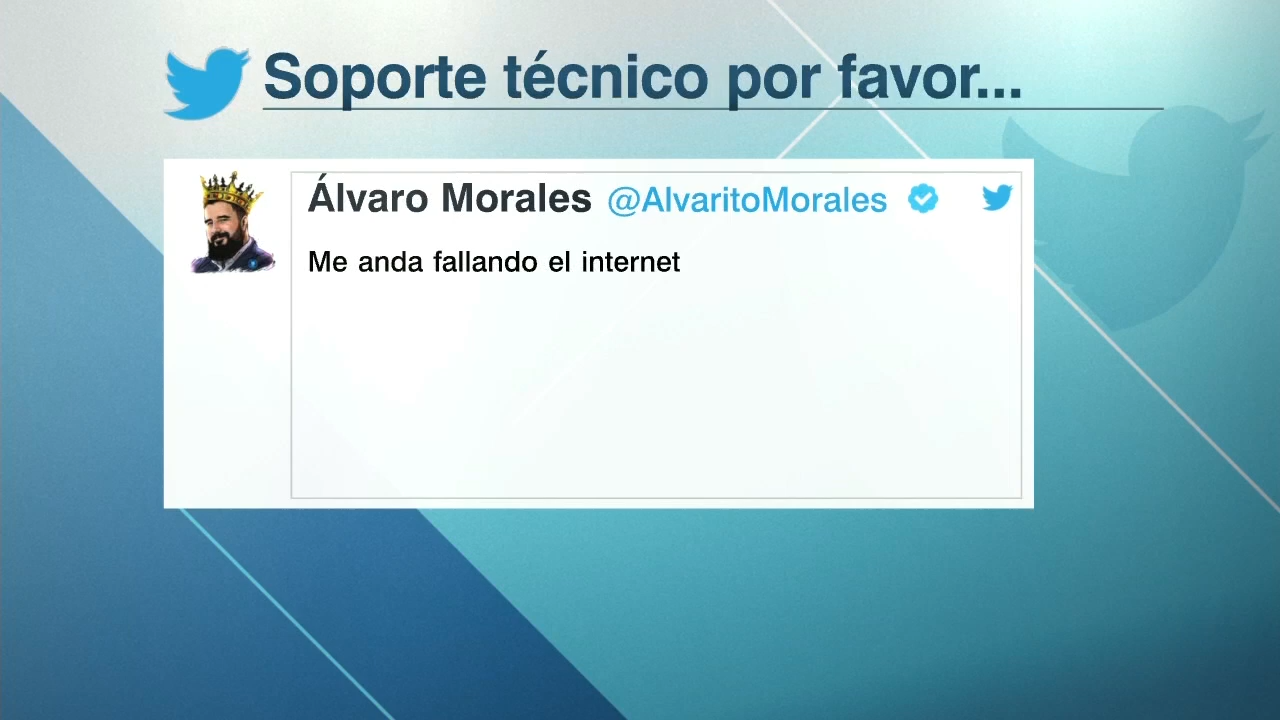 Soporte técnico por favor...
Álvaro Morales @AlvaritoMorales
Me anda fallando el internet